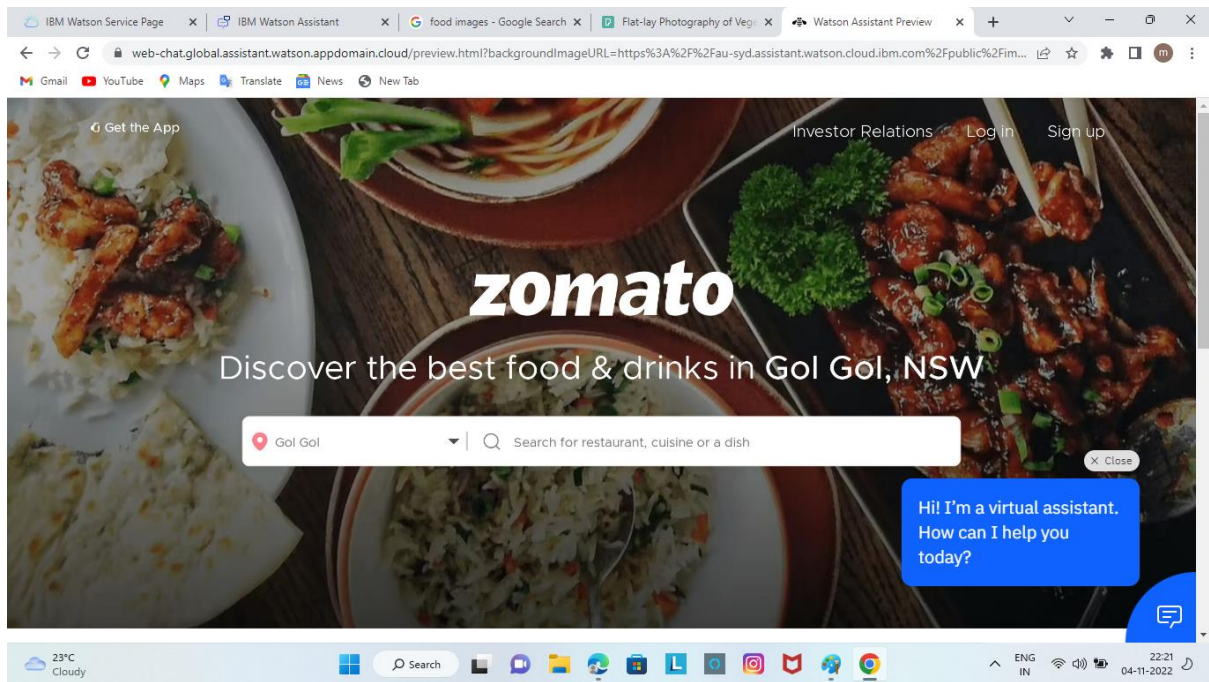 IBM Watson Service Page
IBM Watson Assistant
food images - Google Search
Flat-lay Photography of Vege
Watson Assistant Preview
web-chat.global.assistant.watson.appdomain.cloud/preview.html?backgroundImageURL=https%3A%2F%2Fau-syd.assistant.watson.cloud.ibm.com%2Fpublic%2Fim...
m
Gmail
YouTube
Maps
Translate
News
New Tab
Get the App
Investor Relations
Log in
Sign up
zomato
Discover the best food & drinks in Gol Gol, NSW
Gol Gol
Search for restaurant, cuisine or a dish
Close
Hi! I'm a virtual assistant.
How can I help you
today?
23°C
Cloudy
Search
L
ENG
IN
22:21
04-11-2022